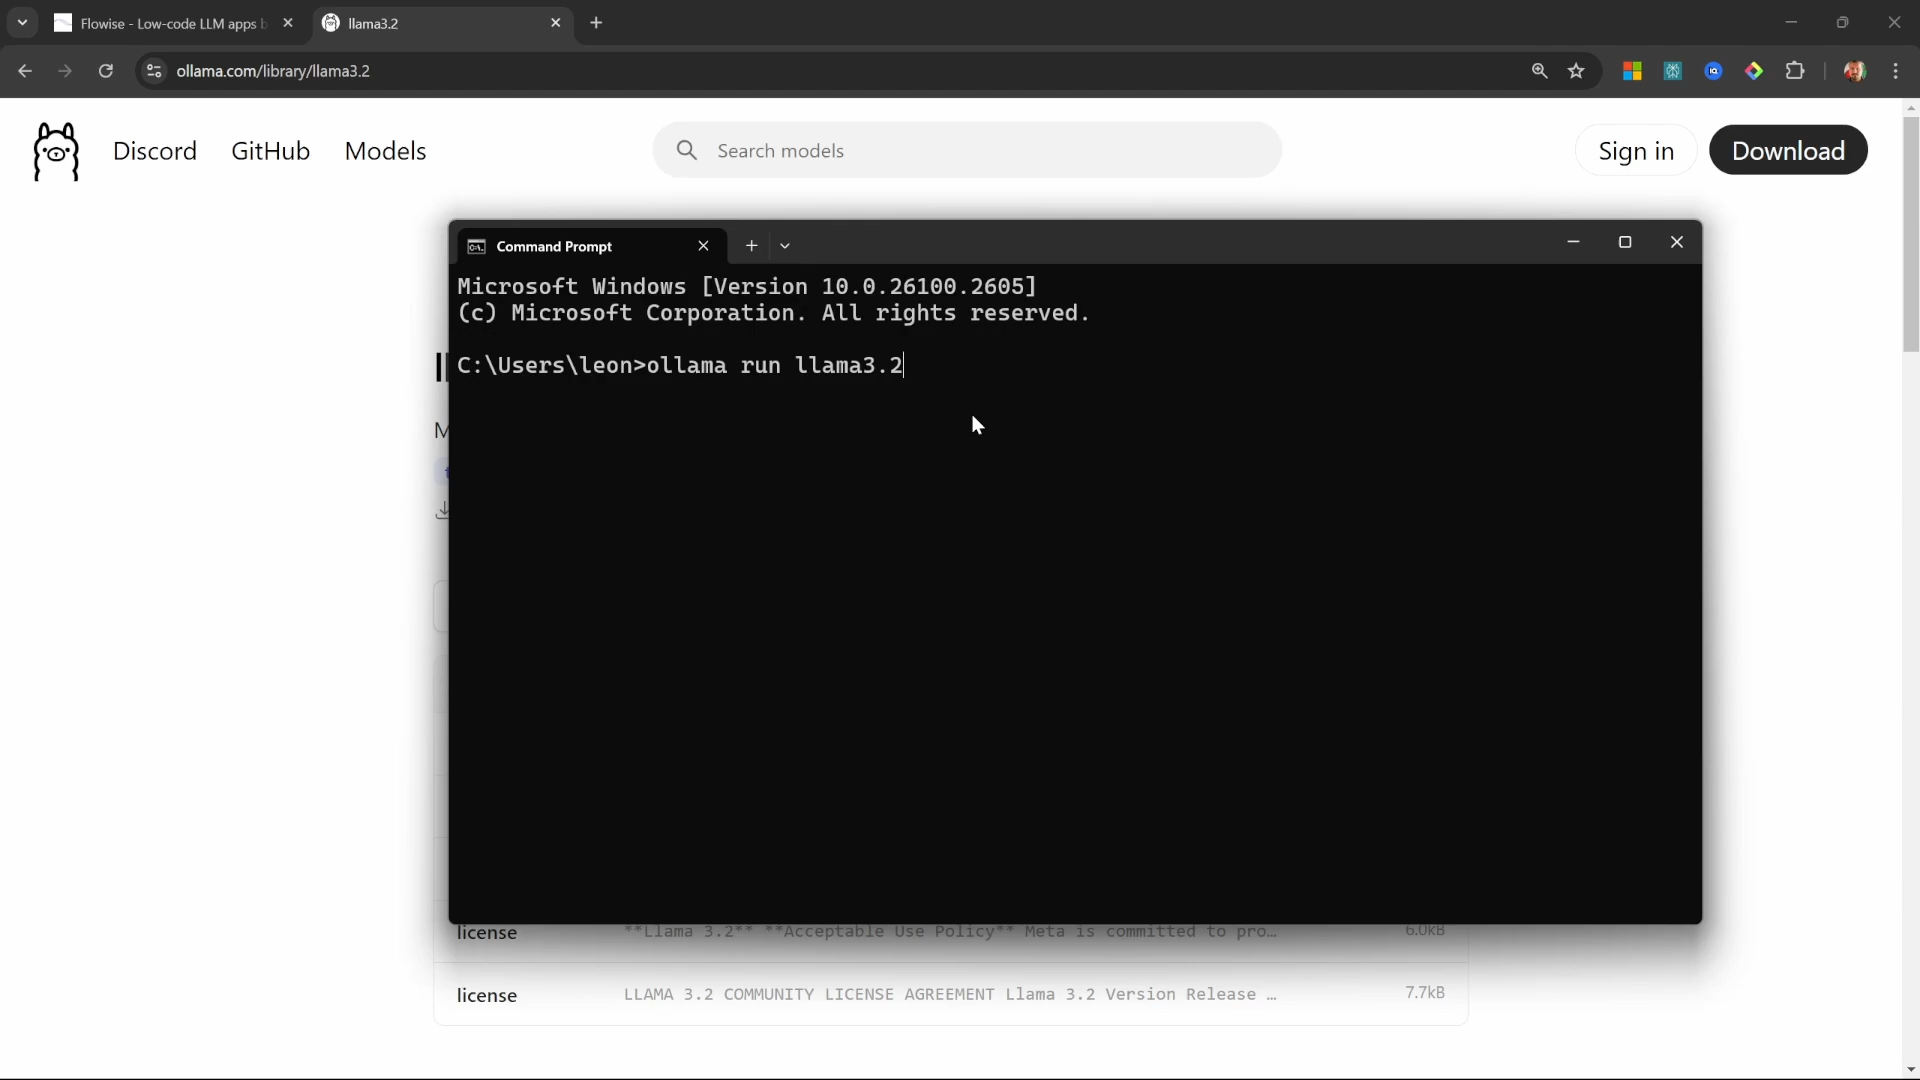 Flowise - Low-code LLM apps b
llama3.2
ollama.com/library/llama3.2
Discord
GitHub
Models
Search models
Sign in
Download
Command Prompt
Microsoft Windows [Version 10.0.26100.2605]
(c) Microsoft Corporation. All rights reserved.
C:\Users\leon>ollama run llama3.2
license **Llama 3.2** **Acceptable Use Policy** Meta is committed to pro… 6.0kB
license LLAMA 3.2 COMMUNITY LICENSE AGREEMENT Llama 3.2 Version Release … 7.7kB